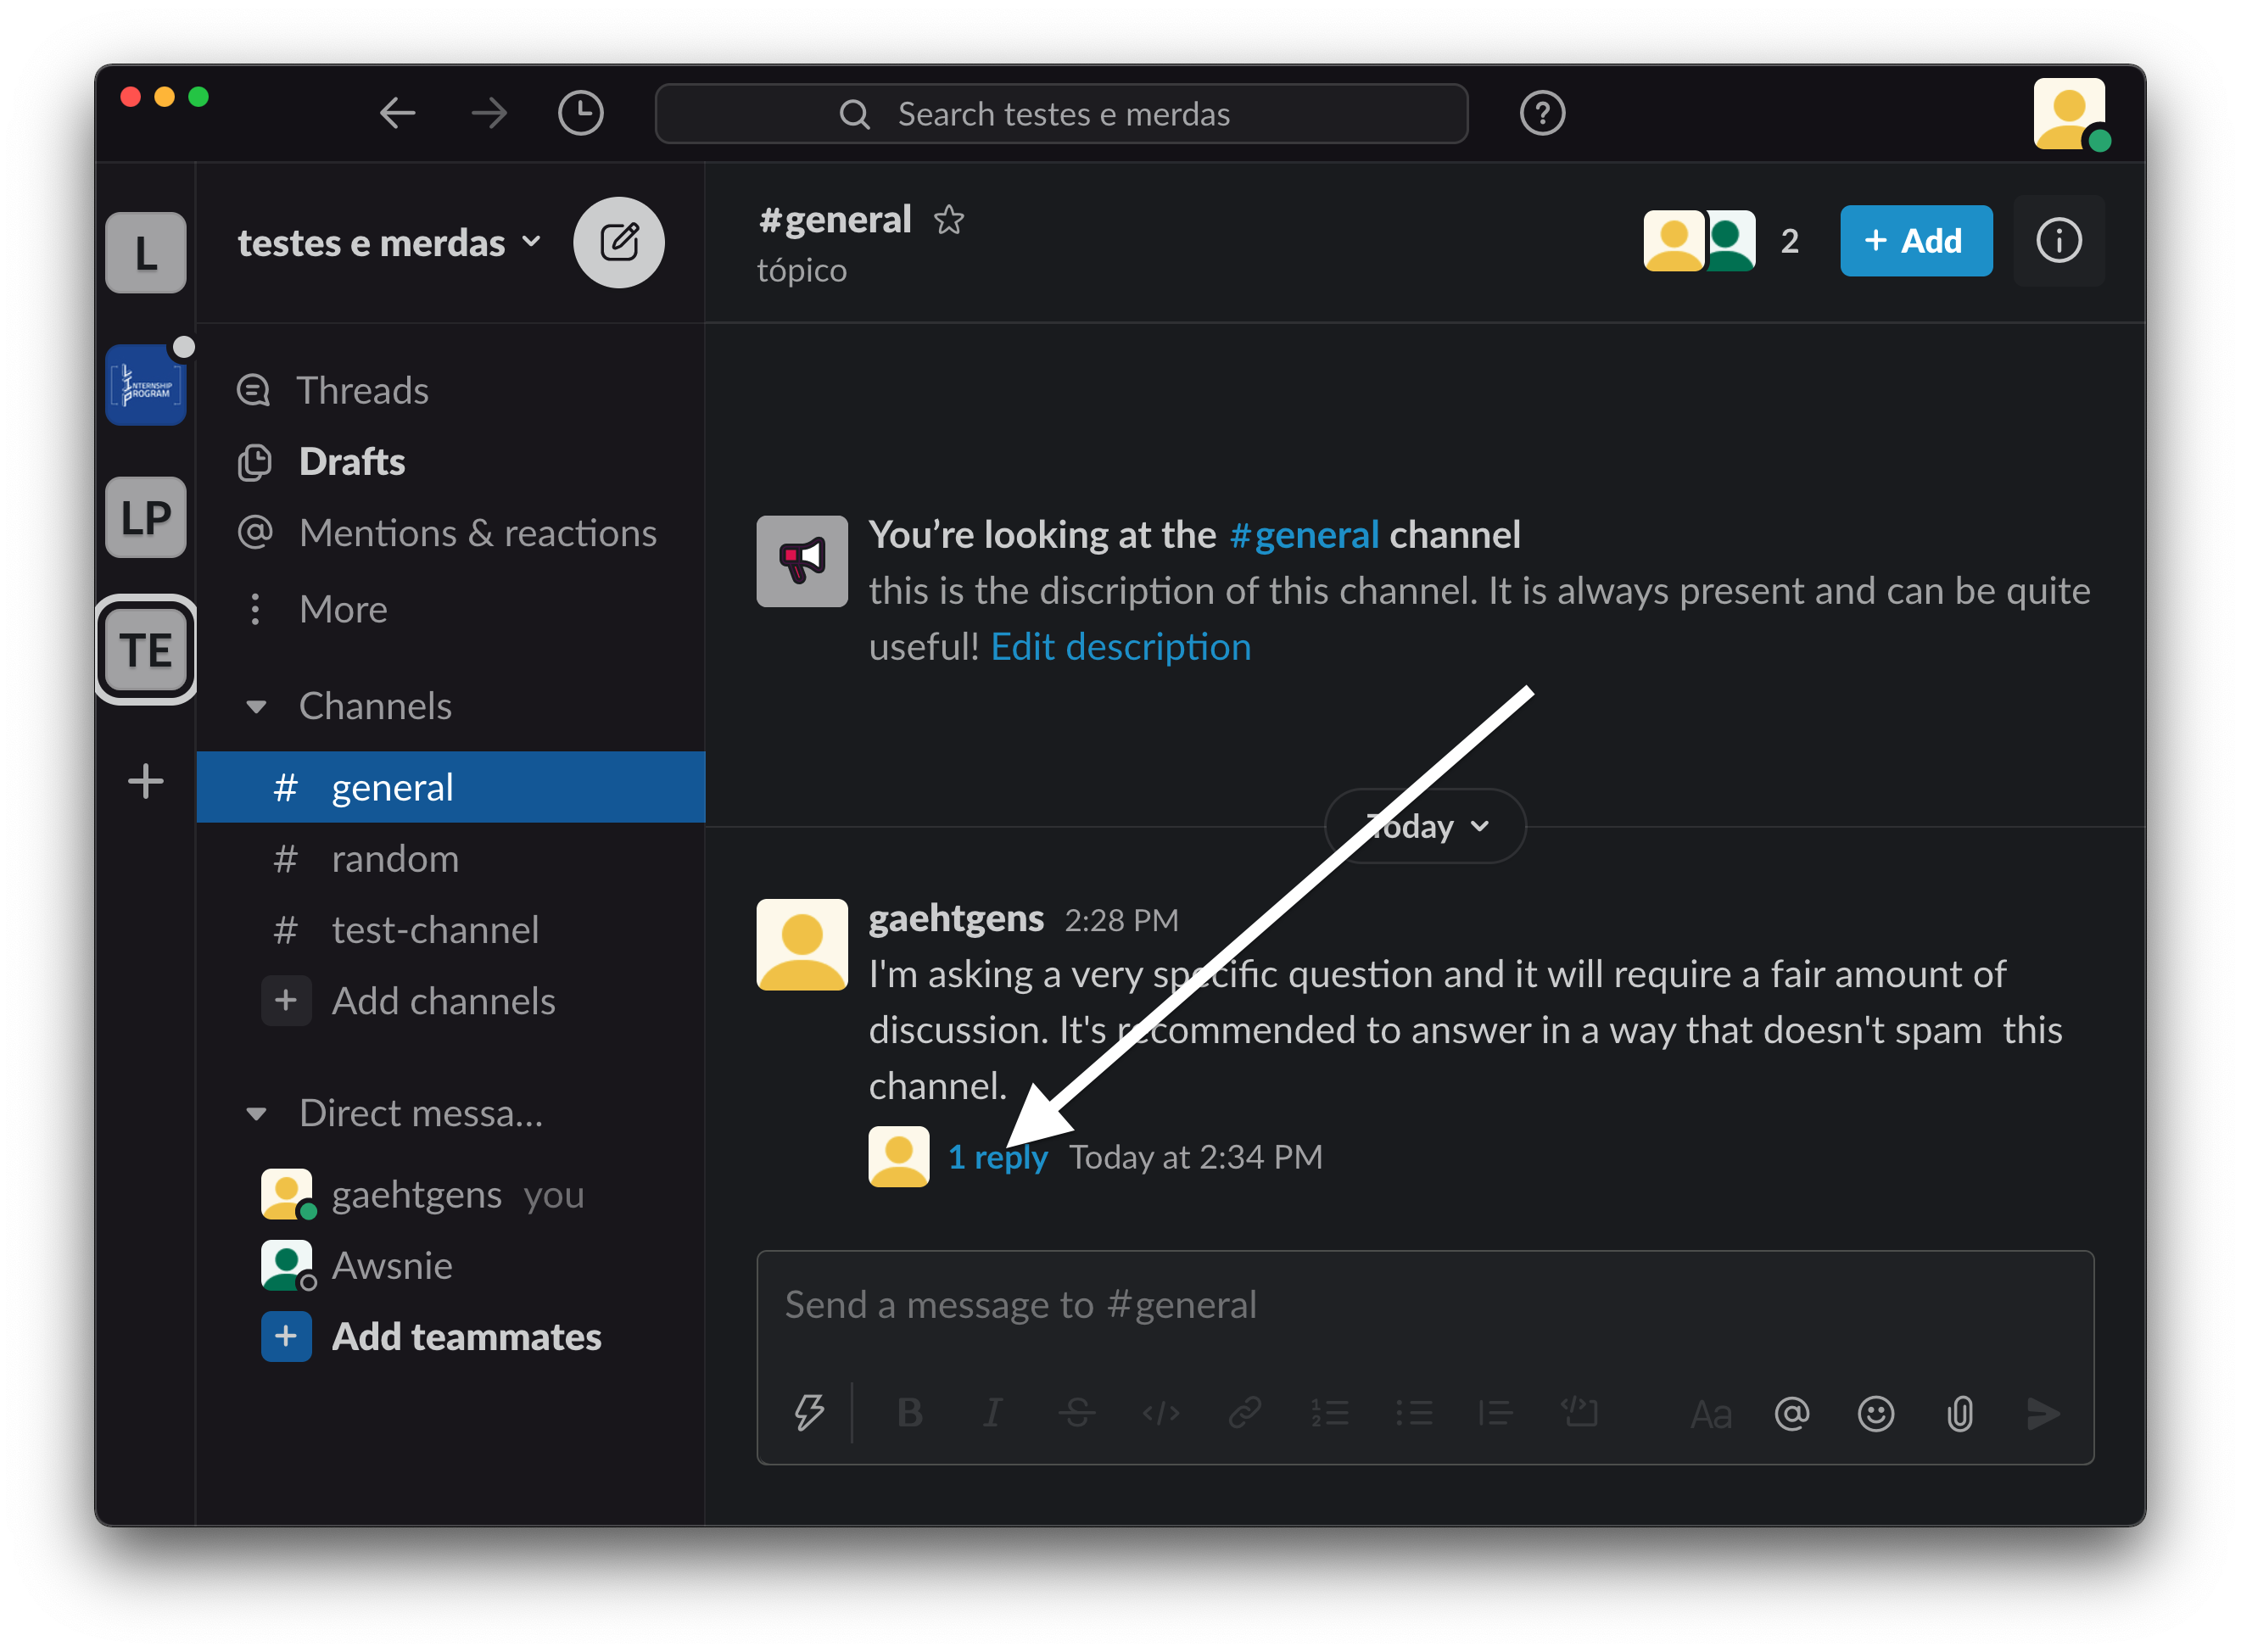 Search testes e merdas
L
testes e merdas
#general
tópico
2
+ Add
INTERNSHIP
PROGRAM
LP
TE
Threads
Drafts
Mentions & reactions
More
Channels
# general
# random
# test-channel
+ Add channels
Direct messa...
gaehtgens you
Awsnie
+ Add teammates
You're looking at the #general channel
this is the discription of this channel. It is always present and can be quite
useful! Edit description
Today
gaehtgens 2:28 PM
I'm asking a very specific question and it will require a fair amount of
discussion. It's recommended to answer in a way that doesn't spam this
channel.
1 reply Today at 2:34 PM
Send a message to #general
B I S </> Aa @